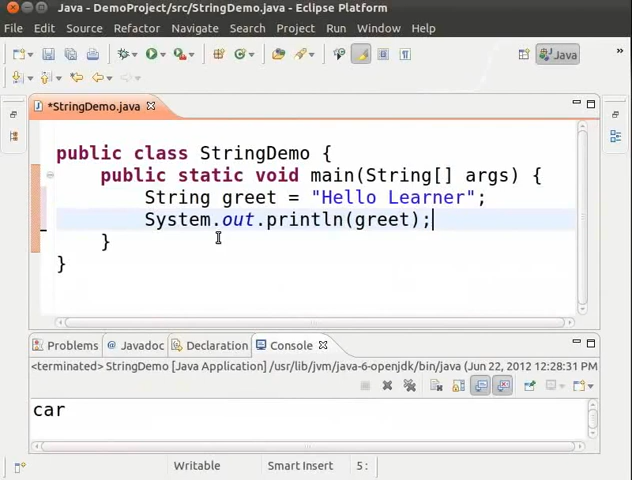 Java - DemoProject/src/StringDemo.java - Eclipse Platform
File Edit Source Refactor Navigate Search Project Run Window Help
Java
*StringDemo.java
public class StringDemo {
public static void main(String[] args) {
String greet = "Hello Learner";
System.out.println(greet);
}
}
Problems Javadoc Declaration Console
<terminated> StringDemo [Java Application] /usr/lib/jvm/java-6-openjdk/bin/java (Jun 22, 2012 12:28:31 PM
car
Writable Smart Insert 5 :